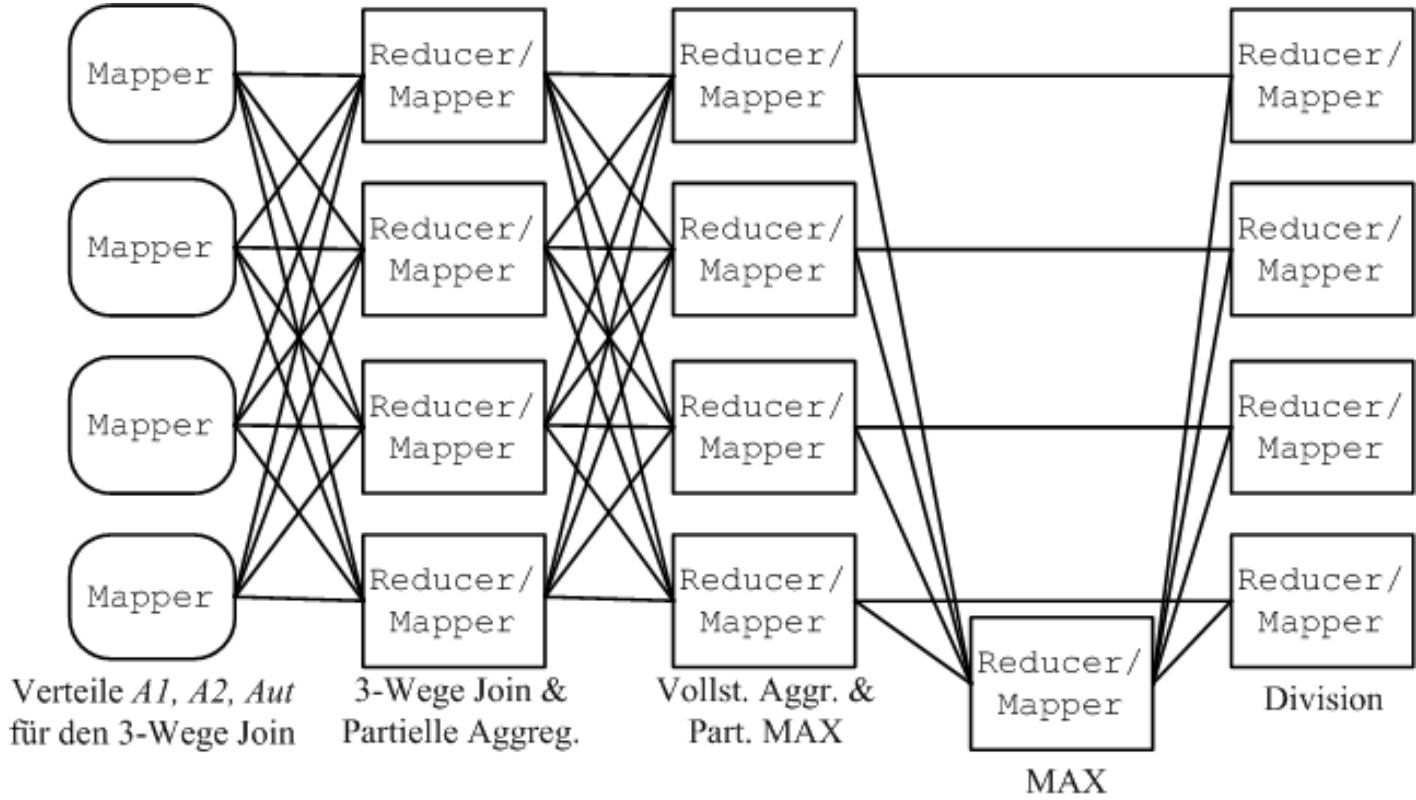 Mapper
Reducer/
Mapper
Reducer/
Mapper
Reducer/
Mapper
Mapper
Reducer/
Mapper
Reducer/
Mapper
Reducer/
Mapper
Mapper
Reducer/
Mapper
Reducer/
Mapper
Reducer/
Mapper
Mapper
Reducer/
Mapper
Reducer/
Mapper
Reducer/
Mapper
Reducer/
Mapper
Verteile A1, A2, Aut
für den 3-Wege Join
3-Wege Join &
Partielle Aggreg.
Vollst. Aggr. &
Part. MAX
MAX
Division